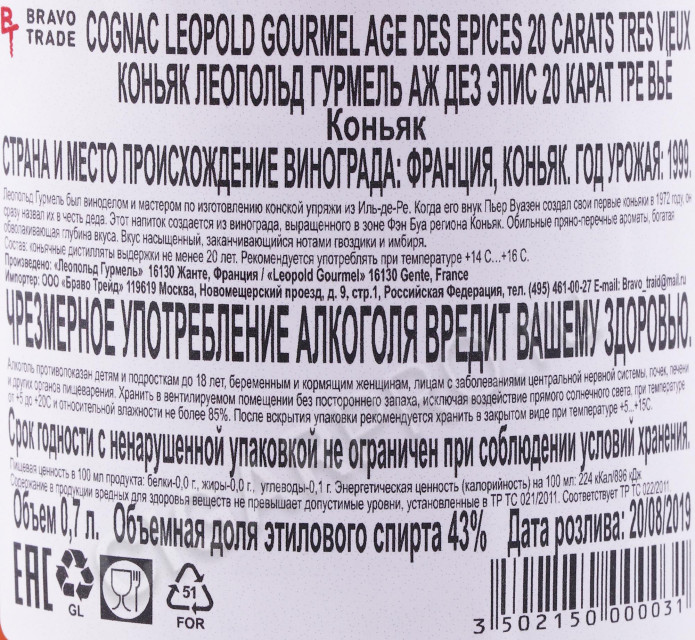 BRAVO
TRADE
COGNAC LEOPOLD GOURMEL AGE DES EPICES 20 CARATS TRES VIEUX
КОНЬЯК ЛЕОПОЛЬД ГУРМЕЛЬ АЖ ДЕЗ ЭПИС 20 КАРАТ ТРЕ ВЬЁ
Коньяк
СТРАНА И МЕСТО ПРОИСХОЖДЕНИЕ ВИНОГРАДА: ФРАНЦИЯ, КОНЬЯК. ГОД УРОЖАЯ: 1999.
Леопольд Гурмель был виноделом и мастером по изготовлению конской упряжи из Иль-де-Ре. Когда его внук Пьер Вуазен создал свои первые коньяки в 1972 году, он
сразу назвал их в честь деда. Этот напиток создается из винограда, выращенного в зоне Фэн Буа региона Коньяк. Обильные пряно-перечные ароматы, богатая
обволакивающая глубина вкуса. Вкус насыщенный, заканчивающийся нотами гвоздики и имбиря.
Состав: коньячные дистилляты выдержки не менее 20 лет. Рекомендуется употреблять при температуре +14 С...+16 С.
Произведено: «Леопольд Гурмель» 16130 Жанте, Франция / «Leopold Gourmel» 16130 Gente, France
Импортер: ООО «Браво Трейд» 119619 Москва, Новомещерский проезд, д. 9, стр.1, Российская Федерация, тел. (495) 461-00-27 E-mail: Bravo_traid@mail.ru
ЧРЕЗМЕРНОЕ УПОТРЕБЛЕНИЕ АЛКОГОЛЯ ВРЕДИТ ВАШЕМУ ЗДОРОВЬЮ.
Алкоголь противопоказан детям и подросткам до 18 лет, беременным и кормящим женщинам, лицам с заболеваниями центральной нервной системы, почек, печени
и других органов пищеварения. Хранить в вентилируемом помещении без постороннего запаха, исключая воздействие прямого солнечного света, при температуре
от +5 до +20С и относительной влажности не более 85%. После вскрытия упаковки рекомендуется хранить в закрытом виде при температуре +5...+15С.
Срок годности с ненарушенной упаковкой не ограничен при соблюдении условий хранения.
Пищевая ценность в 100 мл продукта: белки-0,0 г., жиры-0,0 г., углеводы-0,1 г. Энергетическая ценность (калорийность) на 100 мл: 224 кКал/896 кДж
Содержание в продукции вредных для здоровья веществ не превышает допустимые уровни, установленные в ТР ТС 021/2011. Соответствует ТР ТС 022/2011.
Объем 0,7 л. Объемная доля этилового спирта 43% Дата розлива: 20/08/2019
EAC
GL
51
FOR
3 502150 000031